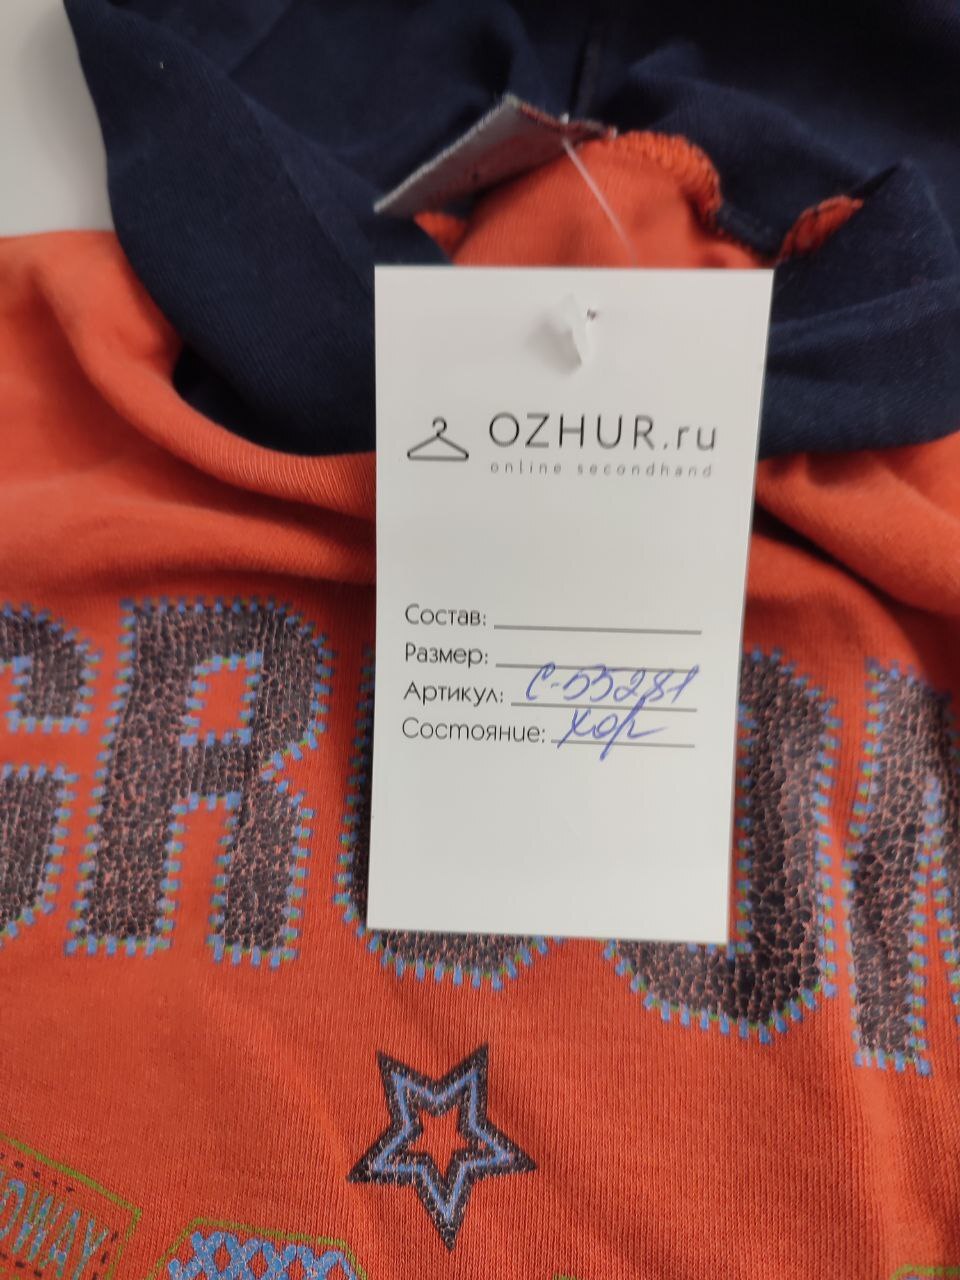 OZHUR.ru
online secondhand
Состав:
Размер:
Артикул: С-55281
Состояние: хор